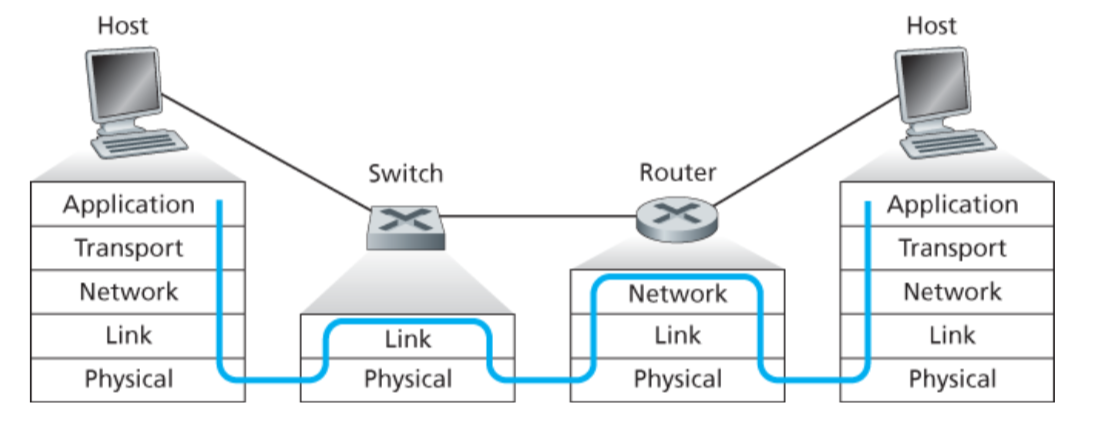 Host
Host
Switch
Router
Application
Transport
Network
Link
Physical
Link
Physical
Network
Link
Physical
Application
Transport
Network
Link
Physical